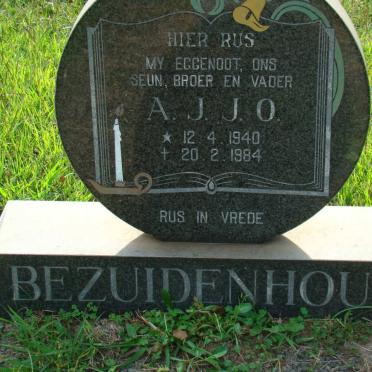 HIER RUS
MY EGGENOOT, ONS
SEUN, BROER EN VADER
A. J. J. O.
* 12. 4. 1940
+ 20. 2. 1984
RUS IN VREDE
BEZUIDENHOU